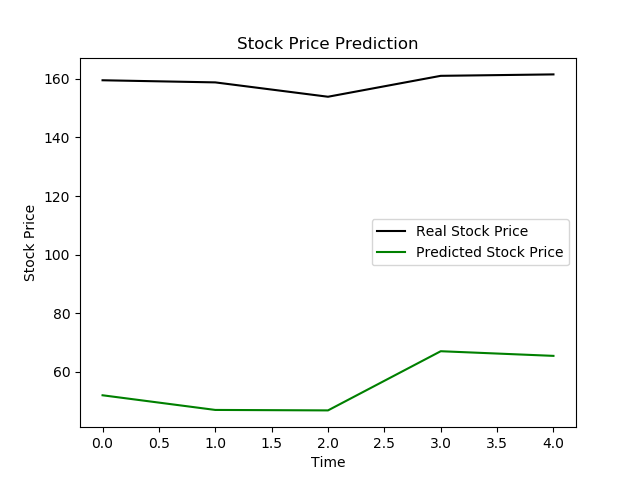 Stock Price Prediction
160
140
120
100
80
60
Stock Price
Real Stock Price
Predicted Stock Price
0.0 0.5 1.0 1.5 2.0 2.5 3.0 3.5 4.0
Time